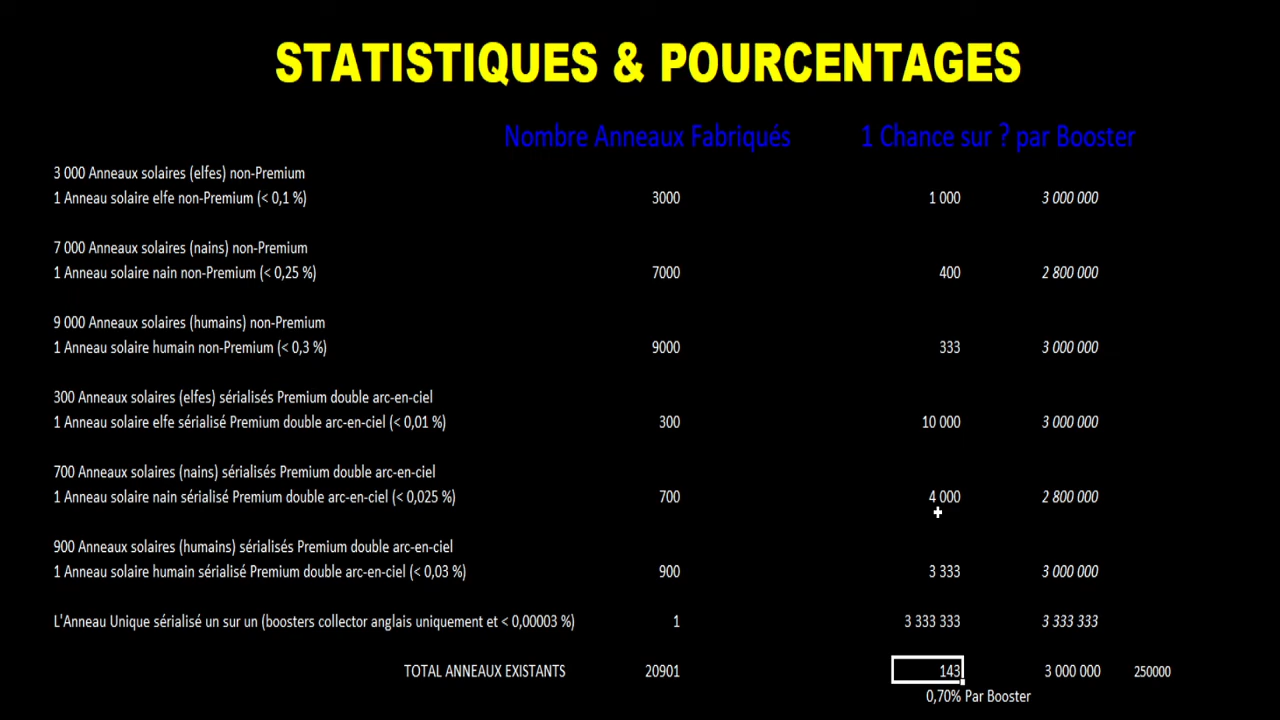 STATISTIQUES & POURCENTAGES
Nombre Anneaux Fabriqués 1 Chance sur ? par Booster
3 000 Anneaux solaires (elfes) non-Premium
1 Anneau solaire elfe non-Premium (< 0,1 %) 3000 1 000 3 000 000
7 000 Anneaux solaires (nains) non-Premium
1 Anneau solaire nain non-Premium (< 0,25 %) 7000 400 2 800 000
9 000 Anneaux solaires (humains) non-Premium
1 Anneau solaire humain non-Premium (< 0,3 %) 9000 333 3 000 000
300 Anneaux solaires (elfes) sérialisés Premium double arc-en-ciel
1 Anneau solaire elfe sérialisé Premium double arc-en-ciel (< 0,01 %) 300 10 000 3 000 000
700 Anneaux solaires (nains) sérialisés Premium double arc-en-ciel
1 Anneau solaire nain sérialisé Premium double arc-en-ciel (< 0,025 %) 700 4 000 2 800 000
900 Anneaux solaires (humains) sérialisés Premium double arc-en-ciel
1 Anneau solaire humain sérialisé Premium double arc-en-ciel (< 0,03 %) 900 3 333 3 000 000
L'Anneau Unique sérialisé un sur un (boosters collector anglais uniquement et < 0,00003 %) 1 3 333 333 3 333 333
TOTAL ANNEAUX EXISTANTS 20901 143 3 000 000 250000
0,70% Par Booster